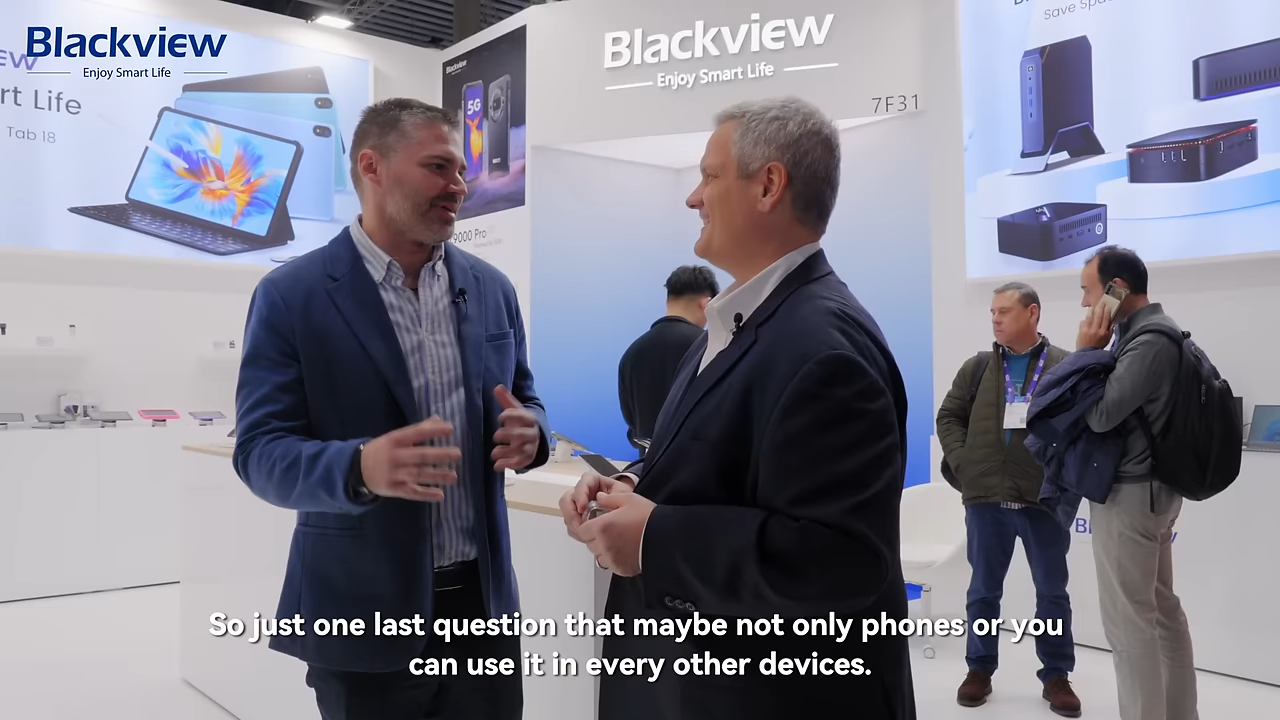 Blackview
Enjoy Smart Life
rt Life
Tab 18
Blackview
5G
9000 Pro
Blackview
Enjoy Smart Life
7F31
Save Spa
So just one last question that maybe not only phones or you
can use it in every other devices.